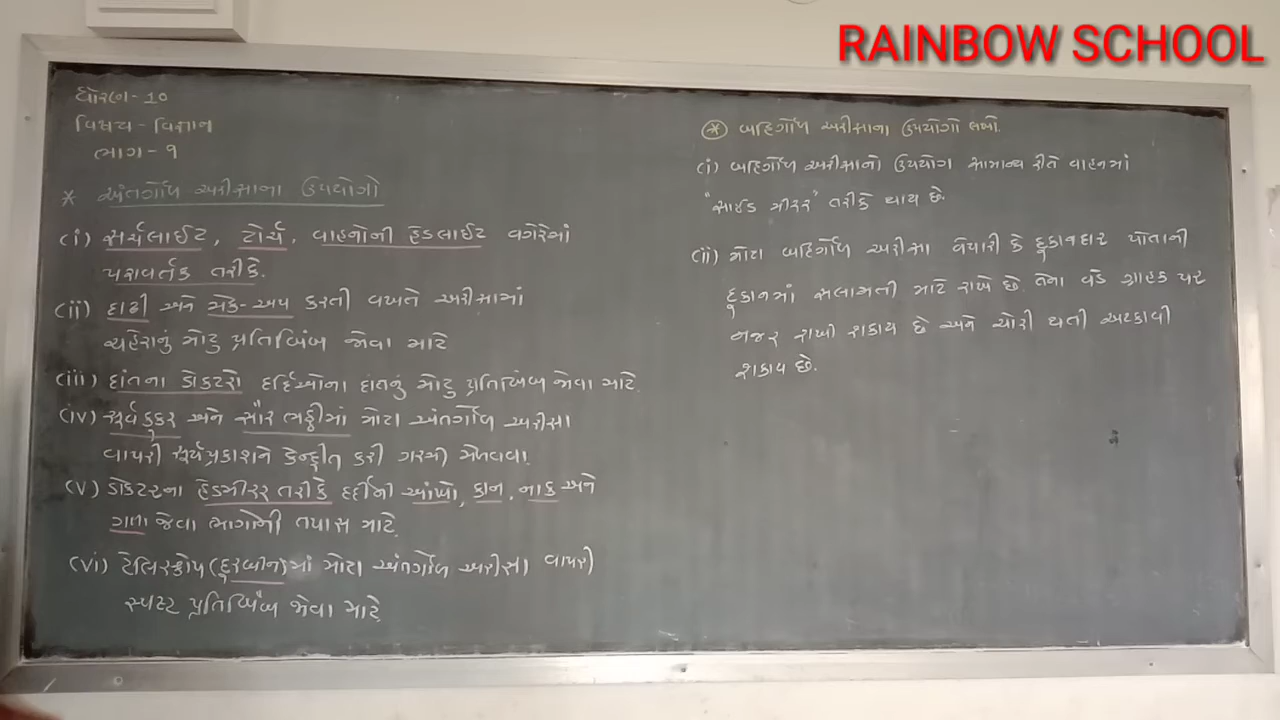 RAINBOW SCHOOL
ધોરણ - 10
વિષય - વિજ્ઞાન
ભાગ - ૧
* અંતર્ગોળ અરીસાના ઉપયોગો
(i) સર્ચલાઈટ, ટોર્ચ, વાહનોની હેડલાઈટ વગેરેમાં
પરાવર્તક તરીકે.
(ii) દાઢી અને મેક-અપ કરતી વખતે અરીસામાં
ચહેરાનું મોટુ પ્રતિબિંબ જોવા માટે
(iii) દાંતના ડોકટરો દર્દિઓના દાંતનું મોટુ પ્રતિબિંબ જોવા માટે.
(iv) સૂર્યકૂકર અને સૌર ભઠ્ઠીમાં મોટા અંતર્ગોળ અરીસા
વાપરી સૂર્યપ્રકાશને કેન્દ્રીત કરી ગરમી મેળવવા.
(v) ડોકટરના હેડમીરર તરીકે દર્દીની આંખો, કાન, નાક અને
ગળા જેવા ભાગોની તપાસ માટે.
(vi) ટેલિસ્કોપ (દૂરબીન)માં મોટા અંતર્ગોળ અરીસા વાપરી
સ્પષ્ટ પ્રતિબિંબ જોવા માટે.
* બહિર્ગોળ અરીસાના ઉપયોગો લખો.
(i) બહિર્ગોળ અરીસાનો ઉપયોગ સામાન્ય રીતે વાહનમાં
"સાઈડ મીરર" તરીકે થાય છે.
(ii) મોટા બહિર્ગોળ અરીસા વેપારી કે દૂકાનદાર પોતાની
દૂકાનમાં સલામતી માટે રાખે છે. તેના વડે ગ્રાહક પર
નજર રાખી શકાય છે અને ચોરી થતી અટકાવી
શકાય છે.